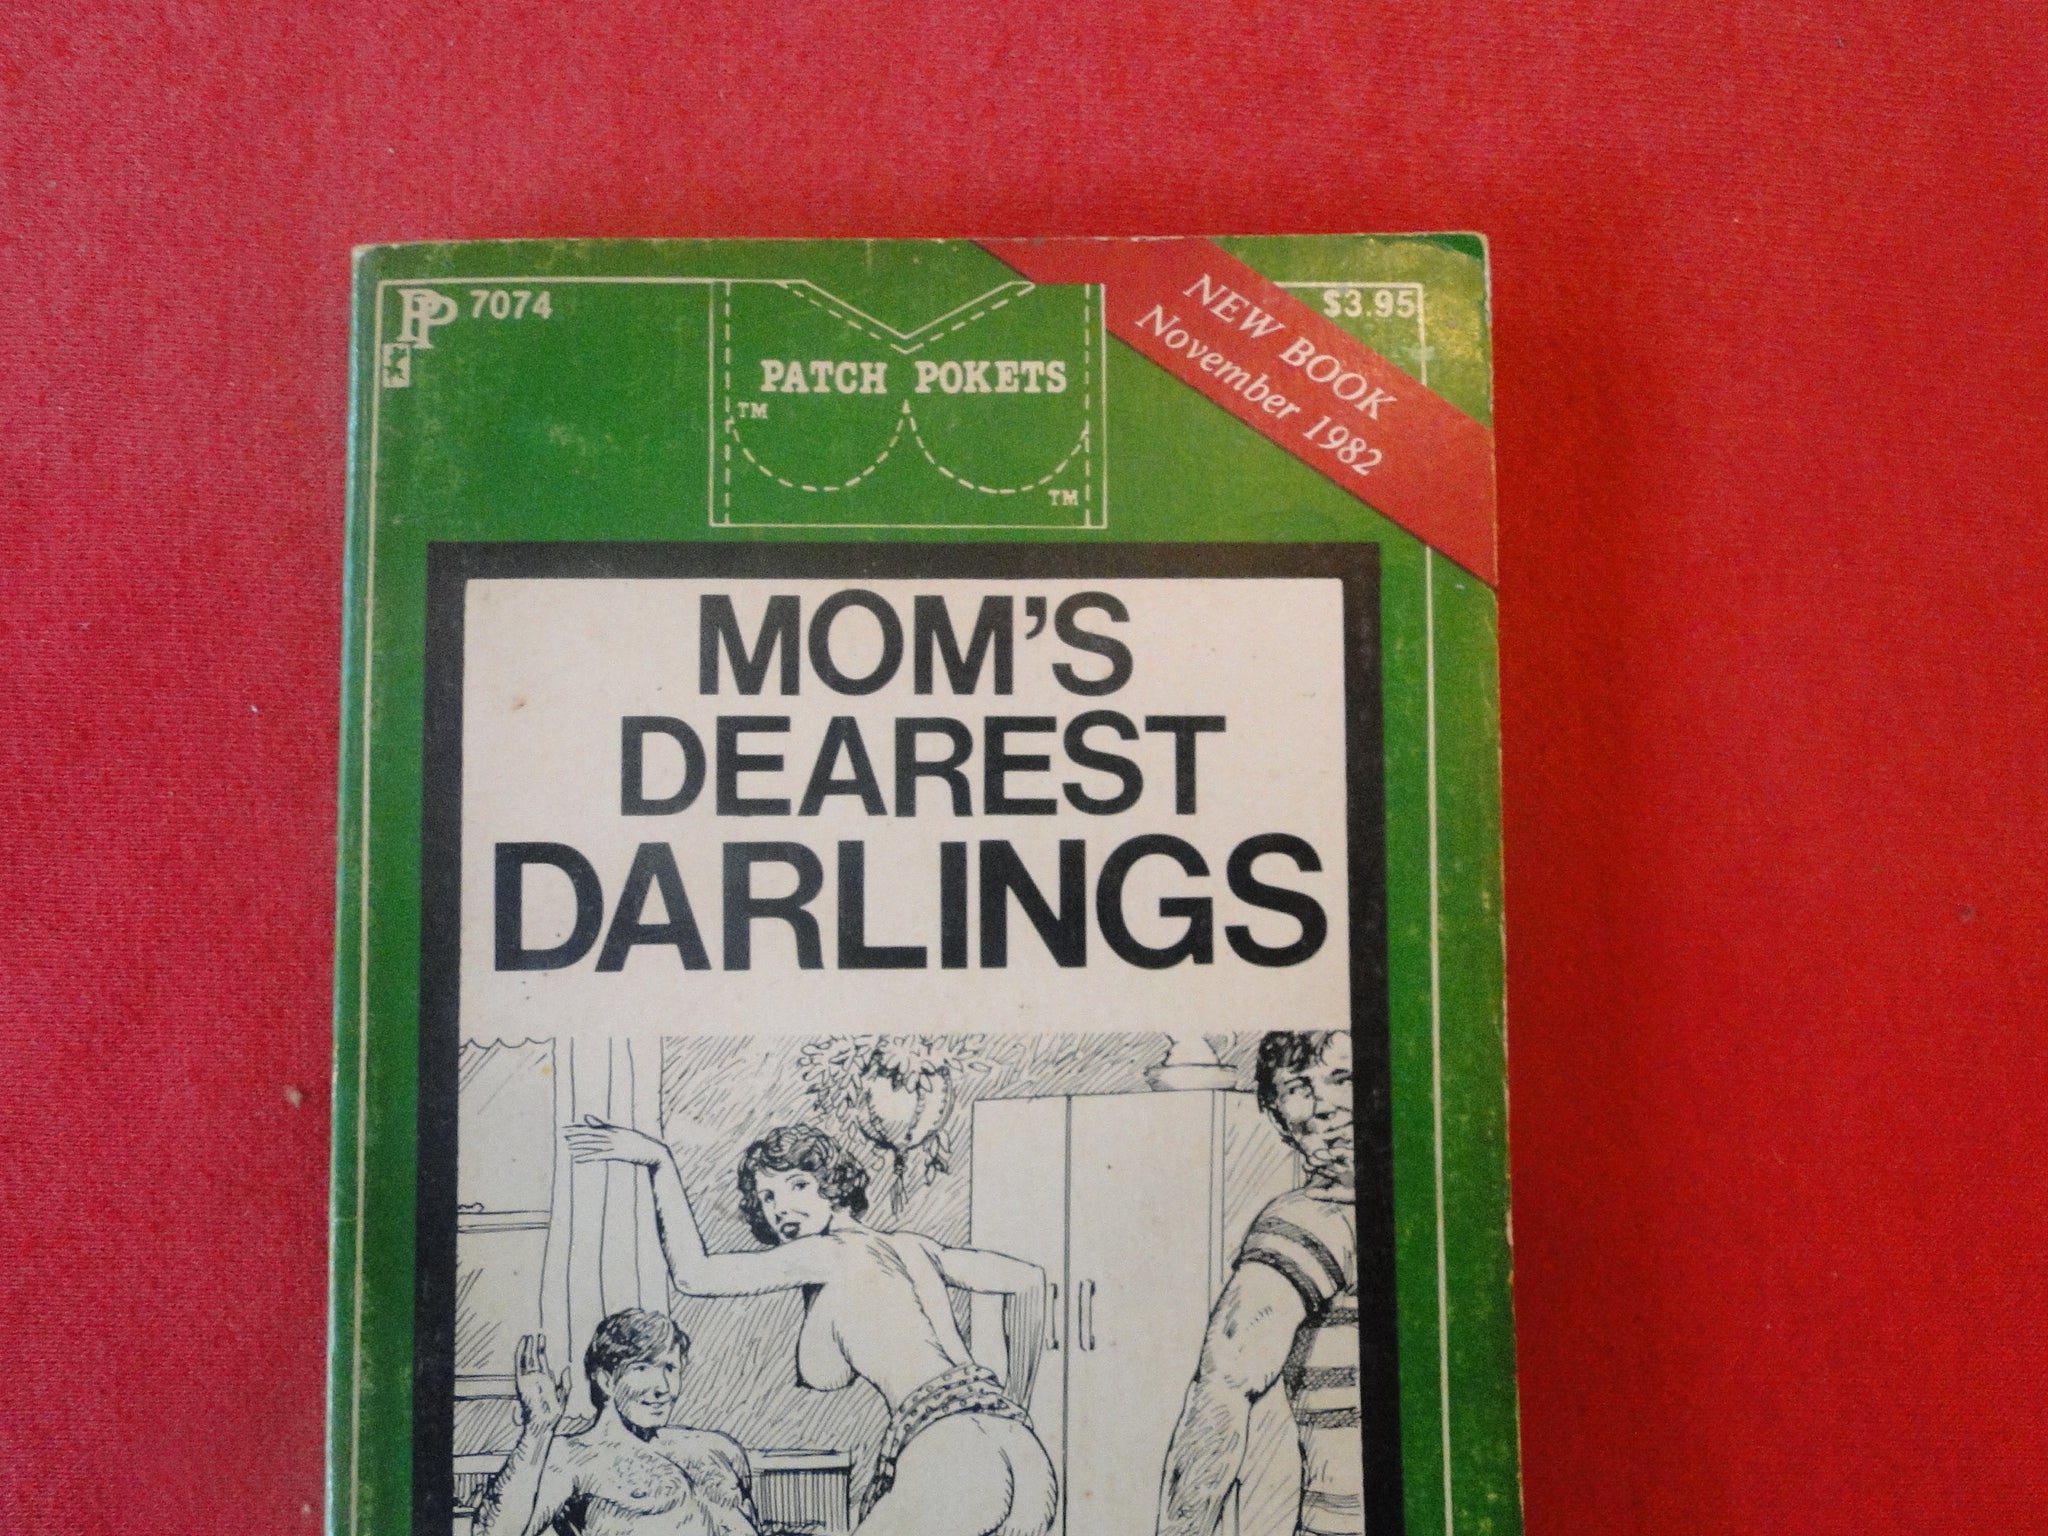 PP 7074
$3.95
NEW BOOK
November 1982
PATCH POKETS
TM
TM
MOM'S
DEAREST
DARLINGS